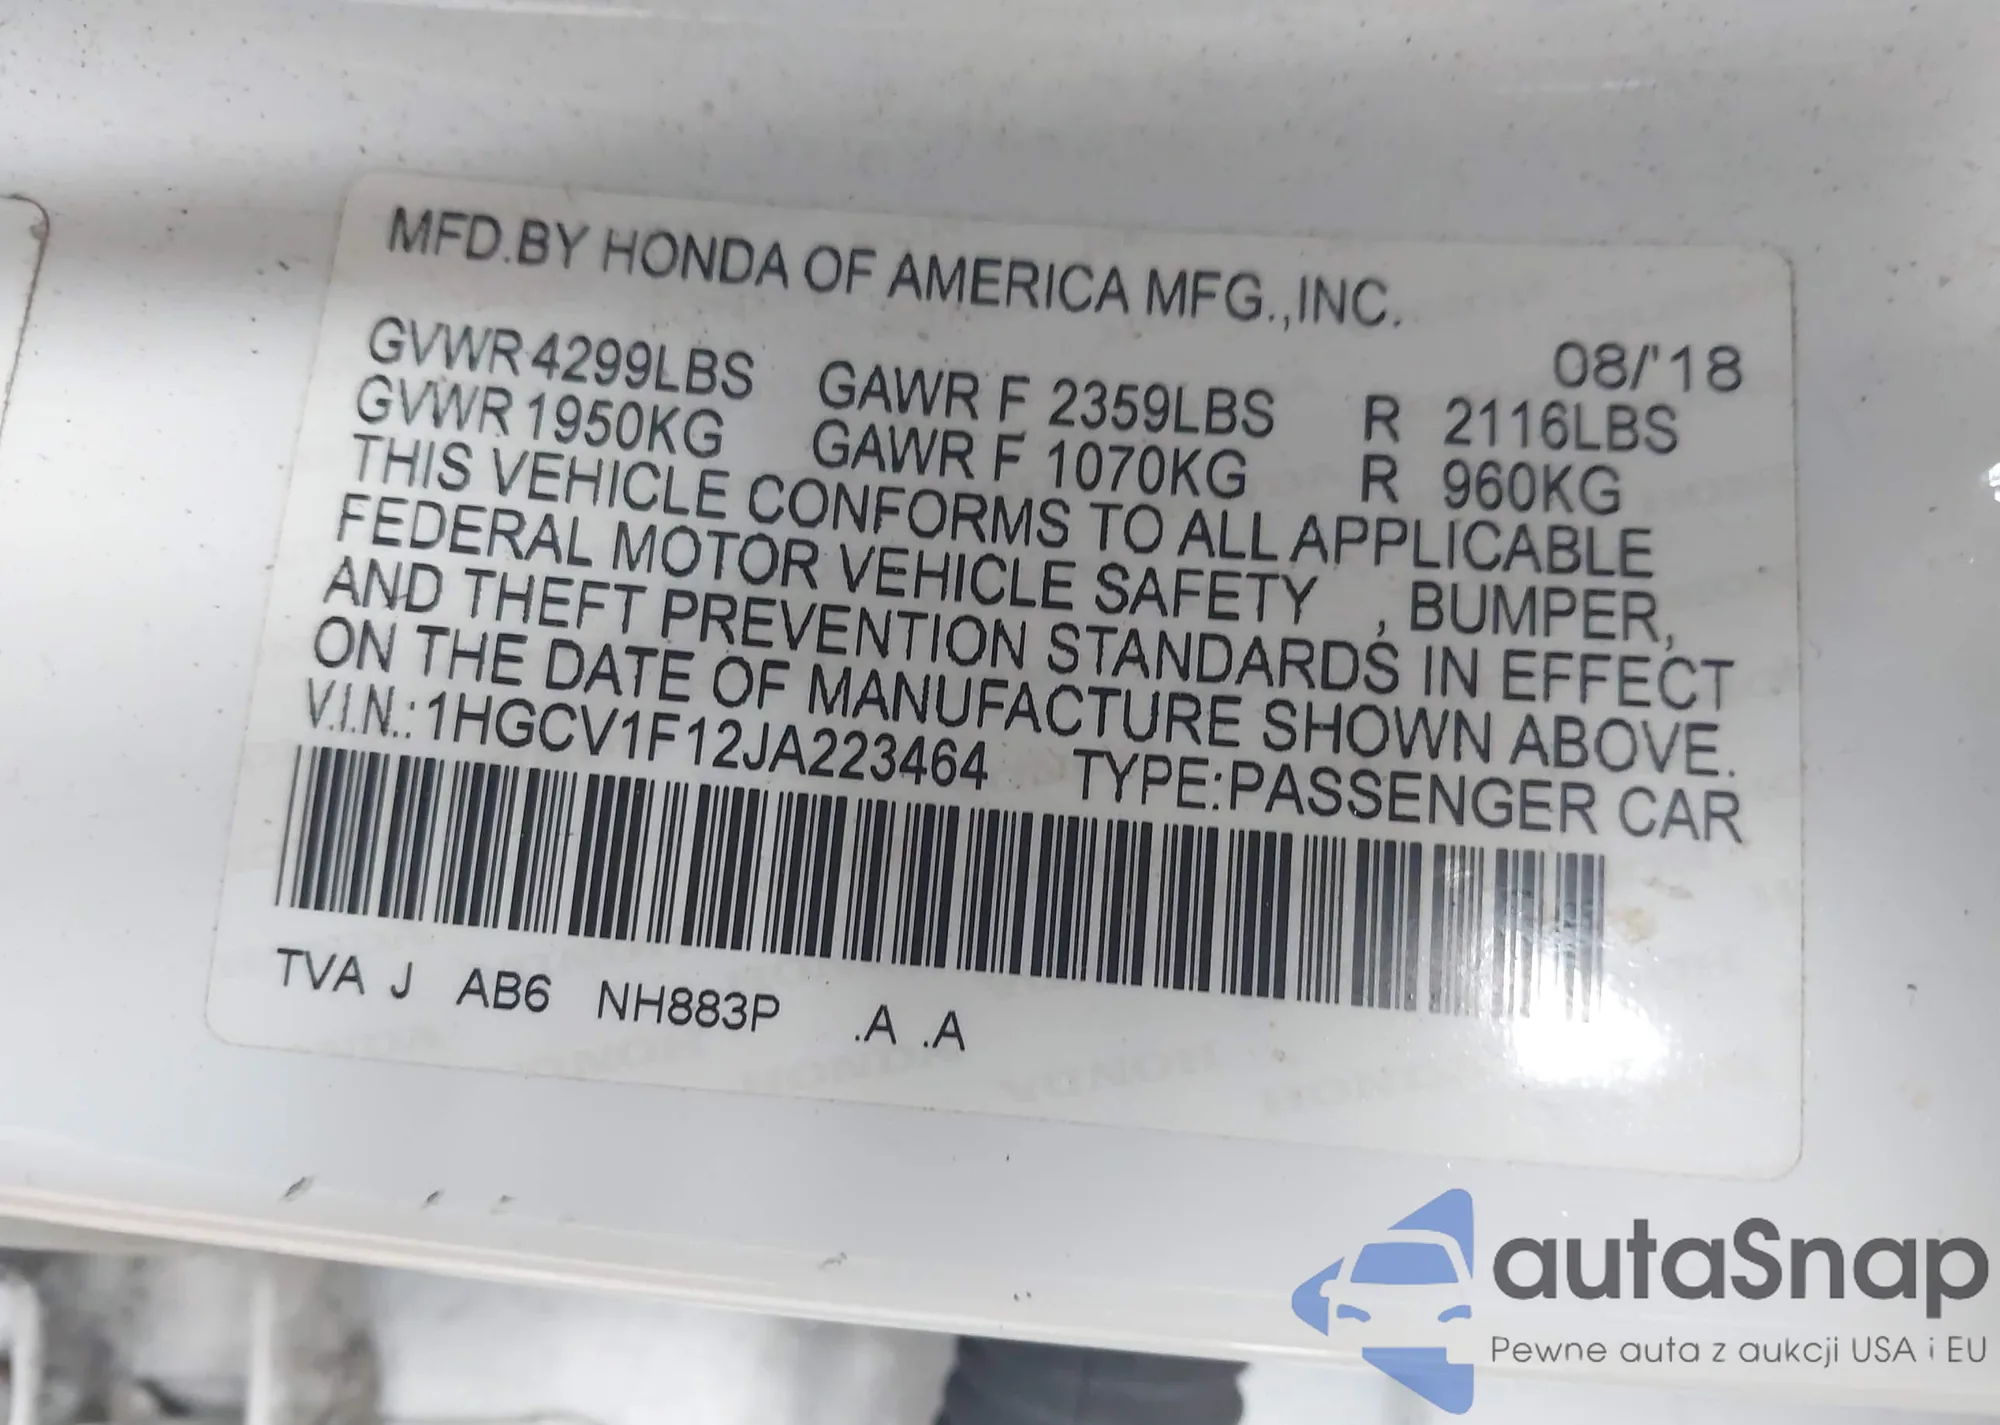 MFD.BY HONDA OF AMERICA MFG.,INC.
08/'18
GVWR 4299LBS GAWR F 2359LBS R 2116LBS
GVWR 1950KG GAWR F 1070KG R 960KG
THIS VEHICLE CONFORMS TO ALL APPLICABLE
FEDERAL MOTOR VEHICLE SAFETY , BUMPER,
AND THEFT PREVENTION STANDARDS IN EFFECT
ON THE DATE OF MANUFACTURE SHOWN ABOVE.
V.I.N.: 1HGCV1F12JA223464 TYPE:PASSENGER CAR
TVA J AB6 NH883P .A .A
autaSnap
Pewne auta z aukcji USA i EU